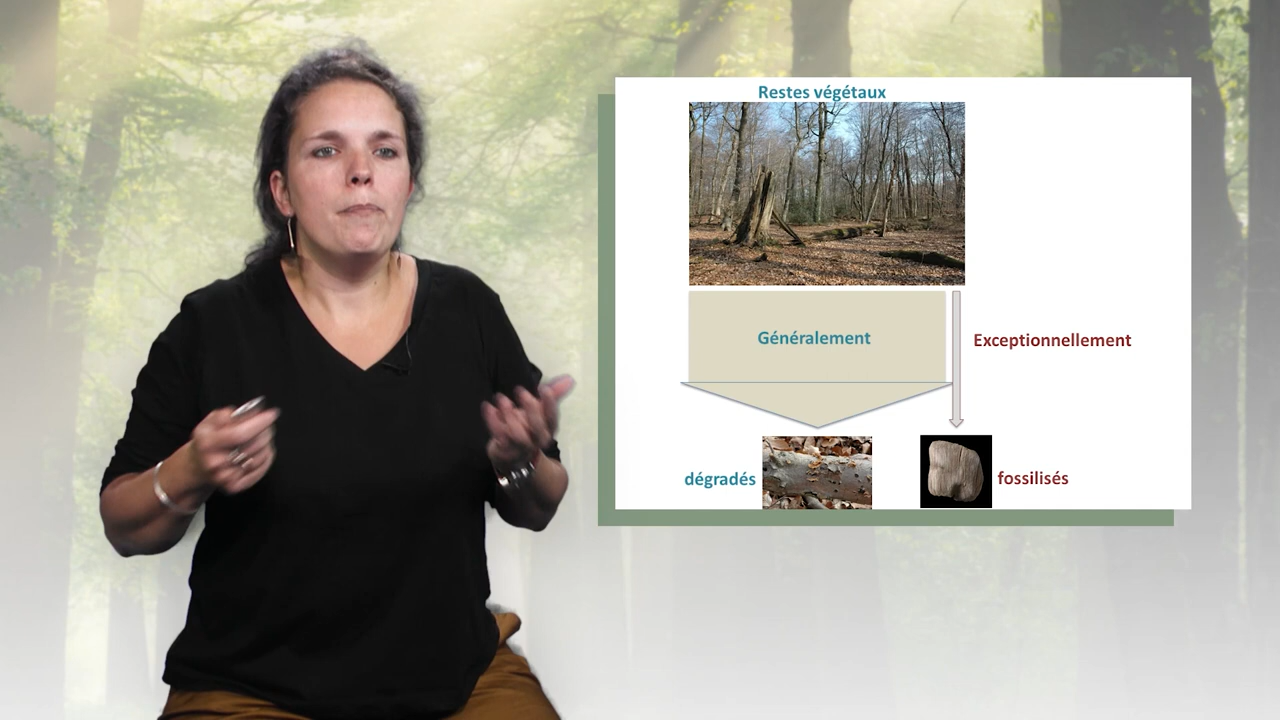 Restes végétaux
Généralement
Exceptionnellement
dégradés
fossilisés